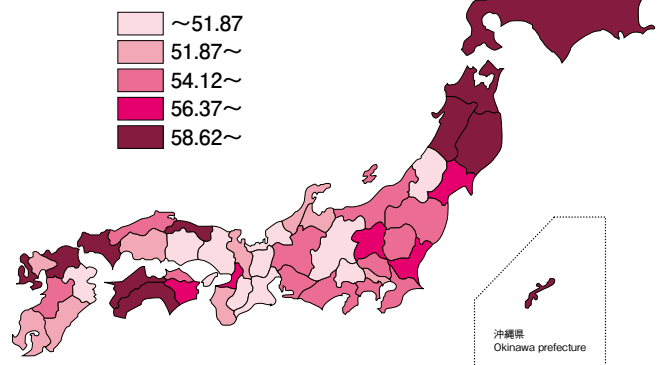 〜51.87
51.87〜
54.12〜
56.37〜
58.62〜
沖縄県
Okinawa prefecture